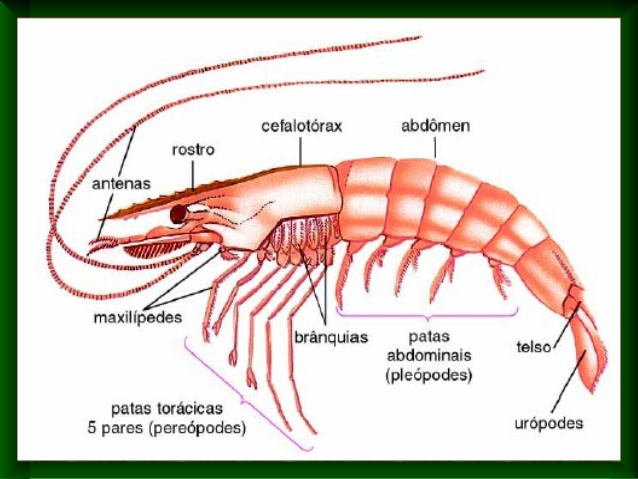 cefalotórax
abdômen
rostro
antenas
maxilípedes
brânquias
patas
abdominais
(pleópodes)
telso
patas torácicas
5 pares (pereópodes)
urópodes